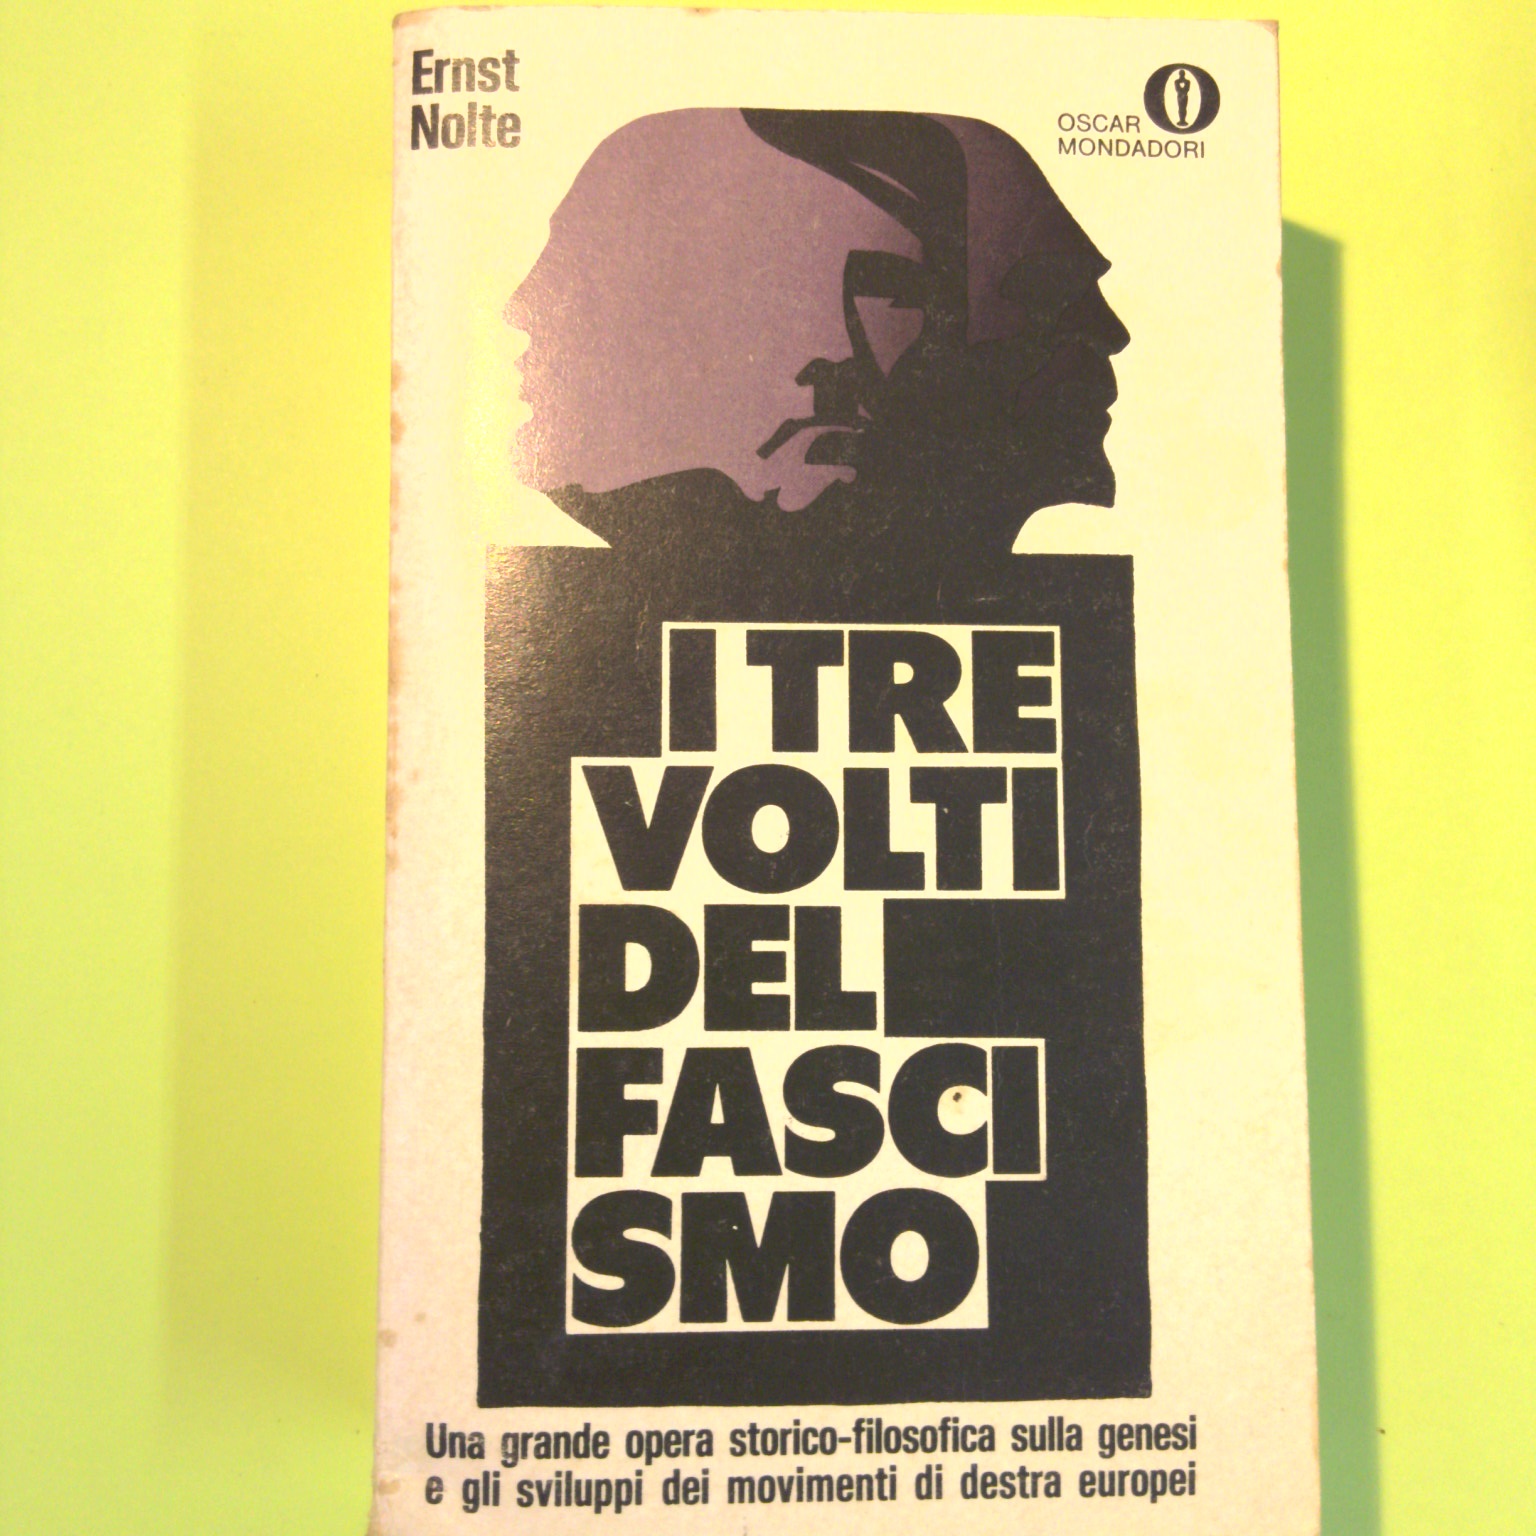 Ernst
Nolte
OSCAR
MONDADORI
I TRE
VOLTI
DEL
FASCI
SMO
Una grande opera storico-filosofica sulla genesi
e gli sviluppi dei movimenti di destra europei